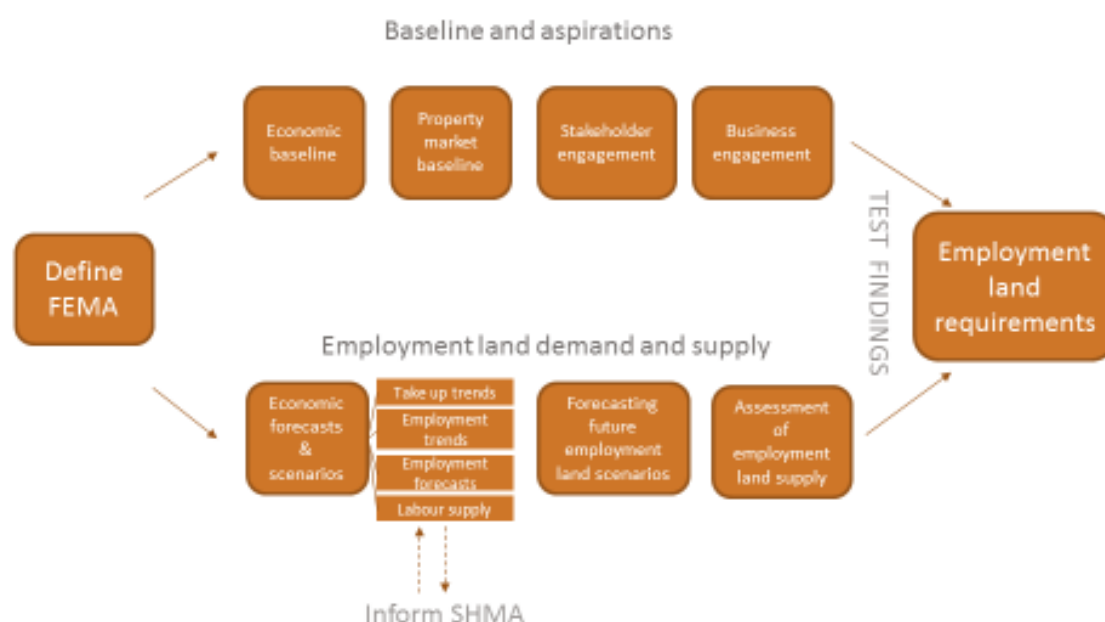 Baseline and aspirations
Economic
baseline
Property
market
baseline
Stakeholder
engagement
Business
engagement
Define
FEMA
TEST FINDINGS
Employment
land
requirements
Employment land demand and supply
Economic
forecasts
&
scenarios
Take up trends
Employment
trends
Employment
forecasts
Labour supply
Forecasting
future
employment
land scenarios
Assessment
of
employment
land supply
Inform SHMA